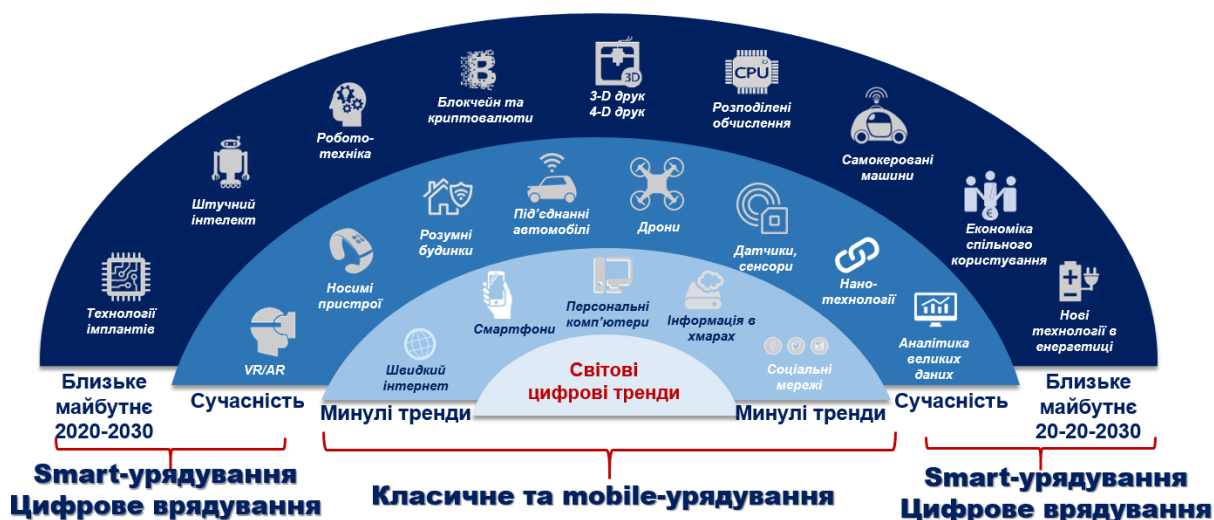 Блокчейн та
криптовалюти
3-D друк
4-D друк
3D
CPU
Розподілені
обчислення
Робото-
техніка
Самокеровані
машини
Штучний
інтелект
Економіка
спільного
користування
Технології
імплантів
Нові
технології в
енергетиці
Під’єднанні
автомобілі
Дрони
Розумні
будинки
Датчики,
сенсори
Носимі
пристрої
Нано-
технології
VR/AR
Аналітика
великих
даних
Персональні
комп’ютери
Смартфони
Інформація в
хмарах
Швидкий
інтернет
Соціальні
мережі
Світові
цифрові тренди
Близьке
майбутнє
2020-2030
Сучасність
Минулі тренди
Минулі тренди
Сучасність
Близьке
майбутнє
20-20-2030
Smart-урядування
Цифрове врядування
Класичне та mobile-урядування
Smart-урядування
Цифрове врядування